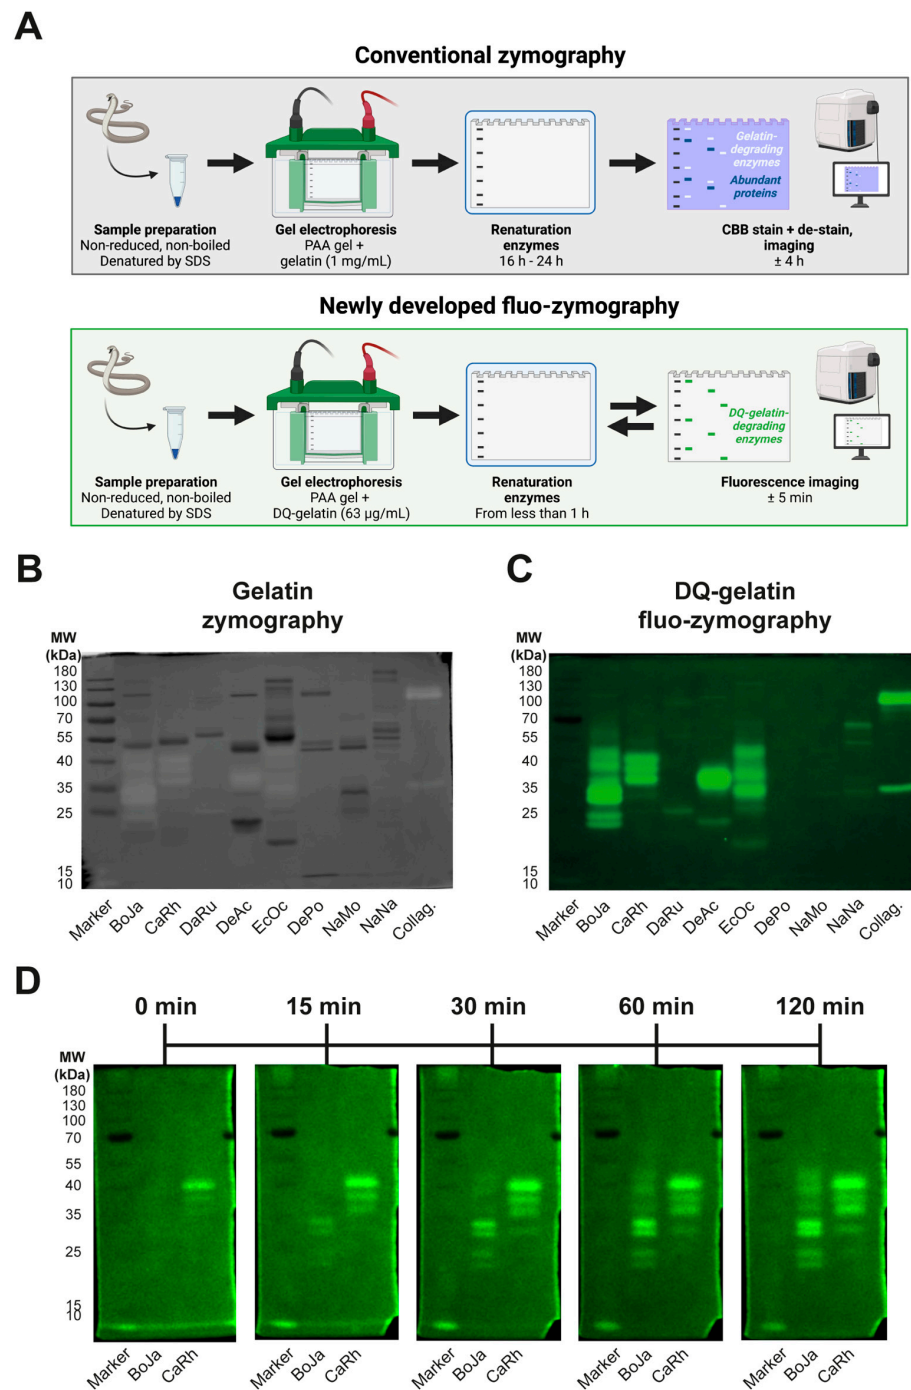 A
Conventional zymography
Gelatin-
degrading
enzymes
Abundant
proteins
Sample preparation
Non-reduced, non-boiled
Denatured by SDS
Gel electrophoresis
PAA gel +
gelatin (1 mg/mL)
Renaturation
enzymes
16 h - 24 h
CBB stain + de-stain,
imaging
± 4 h
Newly developed fluo-zymography
DQ-gelatin-
degrading
enzymes
Sample preparation
Non-reduced, non-boiled
Denatured by SDS
Gel electrophoresis
PAA gel +
DQ-gelatin (63 µg/mL)
Renaturation
enzymes
From less than 1 h
Fluorescence imaging
± 5 min
B
Gelatin
zymography
MW
(kDa)
180
130
100
70
55
40
35
25
15
10
Marker
BoJa
CaRh
DaRu
DeAc
EcOc
DePo
NaMo
NaNa
Collag.
C
DQ-gelatin
fluo-zymography
MW
(kDa)
180
130
100
70
55
40
35
25
15
10
Marker
BoJa
CaRh
DaRu
DeAc
EcOc
DePo
NaMo
NaNa
Collag.
D
0 min 15 min 30 min 60 min 120 min
MW
(kDa)
180
130
100
70
55
40
35
25
15
10
Marker BoJa CaRh Marker BoJa CaRh Marker BoJa CaRh Marker BoJa CaRh Marker BoJa CaRh